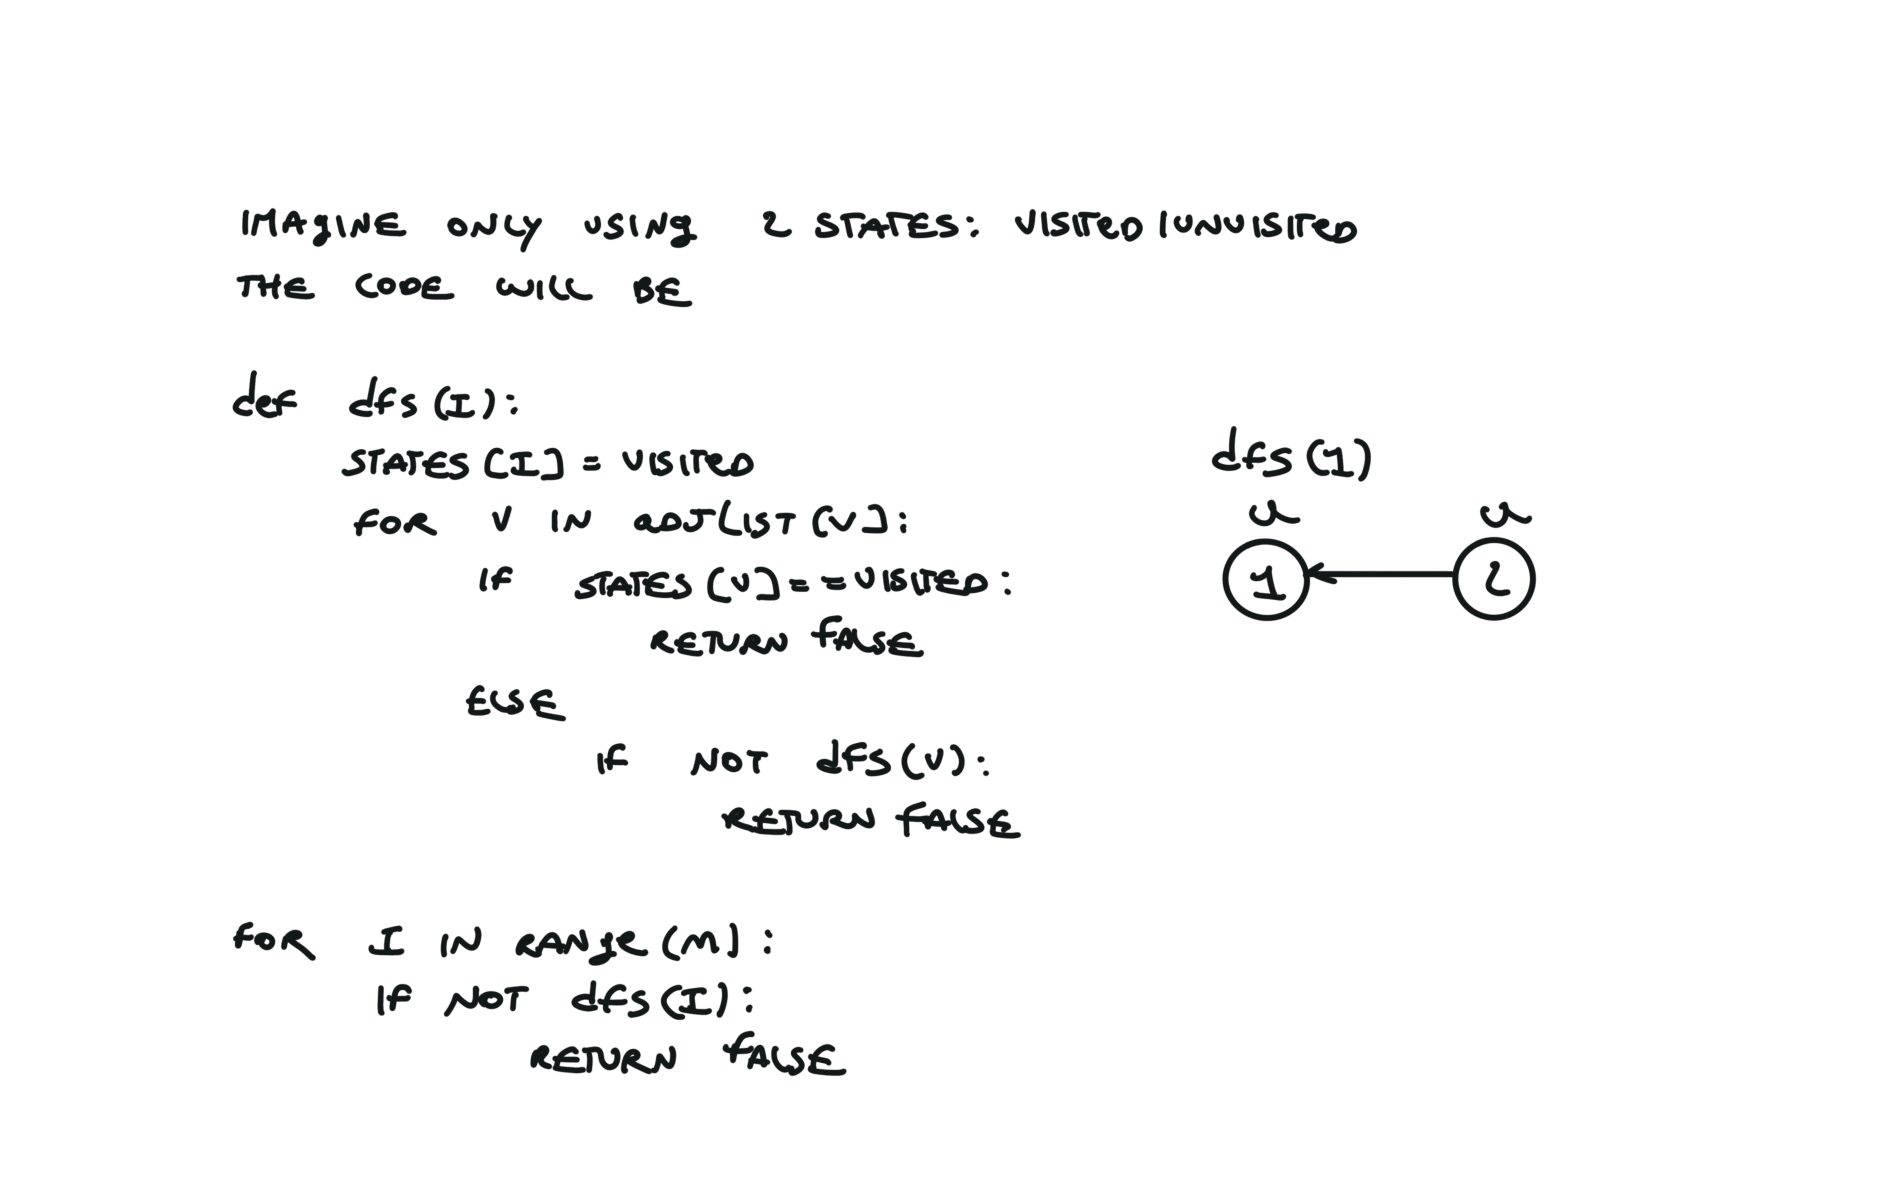 IMAGINE ONLY USING 2 STATES: VISITED / UNVISITED
THE CODE WILL BE
def dfs (I):
STATES [I] = VISITED
FOR V IN ADJLIST [V]:
IF STATES [V] == VISITED:
RETURN FALSE
ELSE
IF NOT dfs (V):
RETURN FALSE
FOR I IN RANGE (M):
IF NOT dfs (I):
RETURN FALSE
dfs (1)
U U
1 2